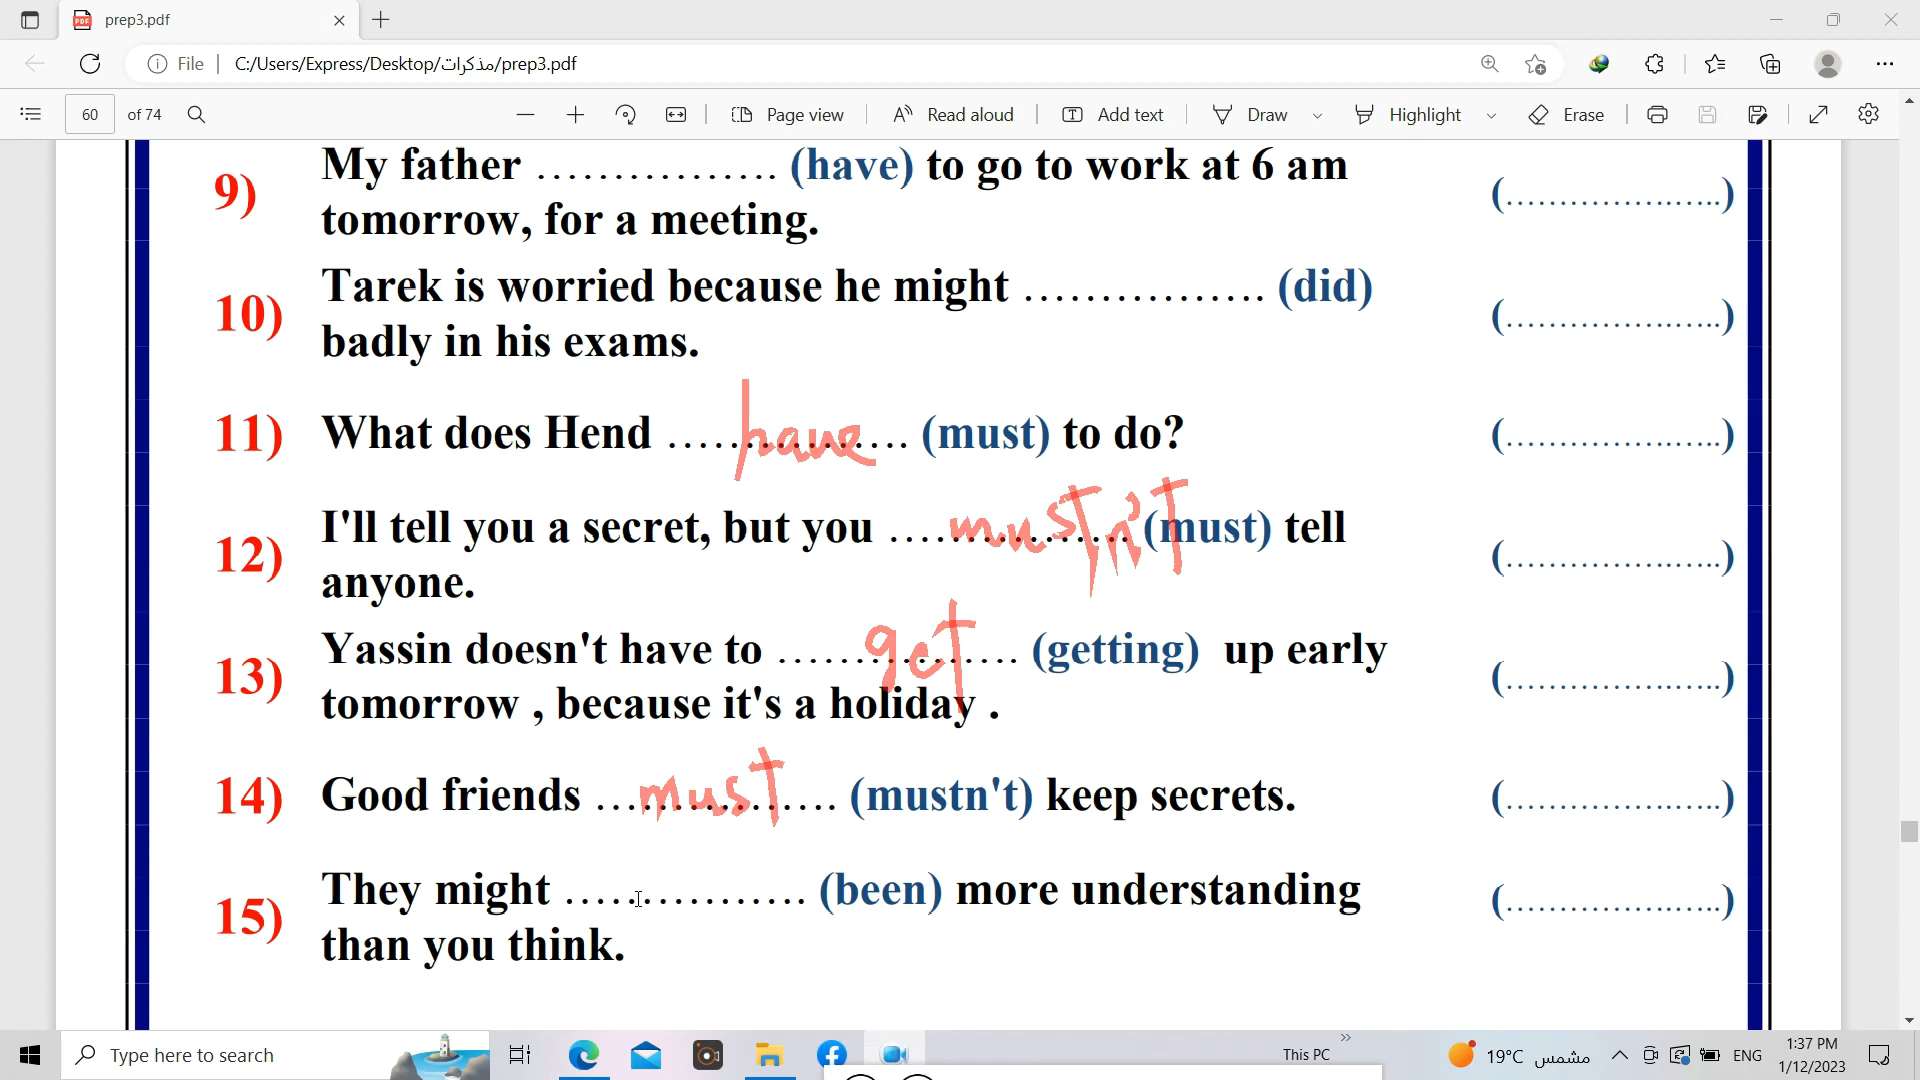 prep3.pdf
File
C:/Users/Express/Desktop/مذكرات/prep3.pdf
60 of 74
Page view
Read aloud
Add text
Draw
Highlight
Erase
9) My father ................ (have) to go to work at 6 am (......................)
tomorrow, for a meeting.
10) Tarek is worried because he might ................ (did) (......................)
badly in his exams.
11) What does Hend ................ (must) to do? (......................)
have
12) I'll tell you a secret, but you ................ (must) tell (......................)
mustn't
anyone.
13) Yassin doesn't have to ................ (getting) up early (......................)
get
tomorrow , because it's a holiday .
14) Good friends ................ (mustn't) keep secrets. (......................)
must
15) They might ................ (been) more understanding (......................)
than you think.
Type here to search
This PC
19°C مشمس
ENG
1:37 PM
1/12/2023